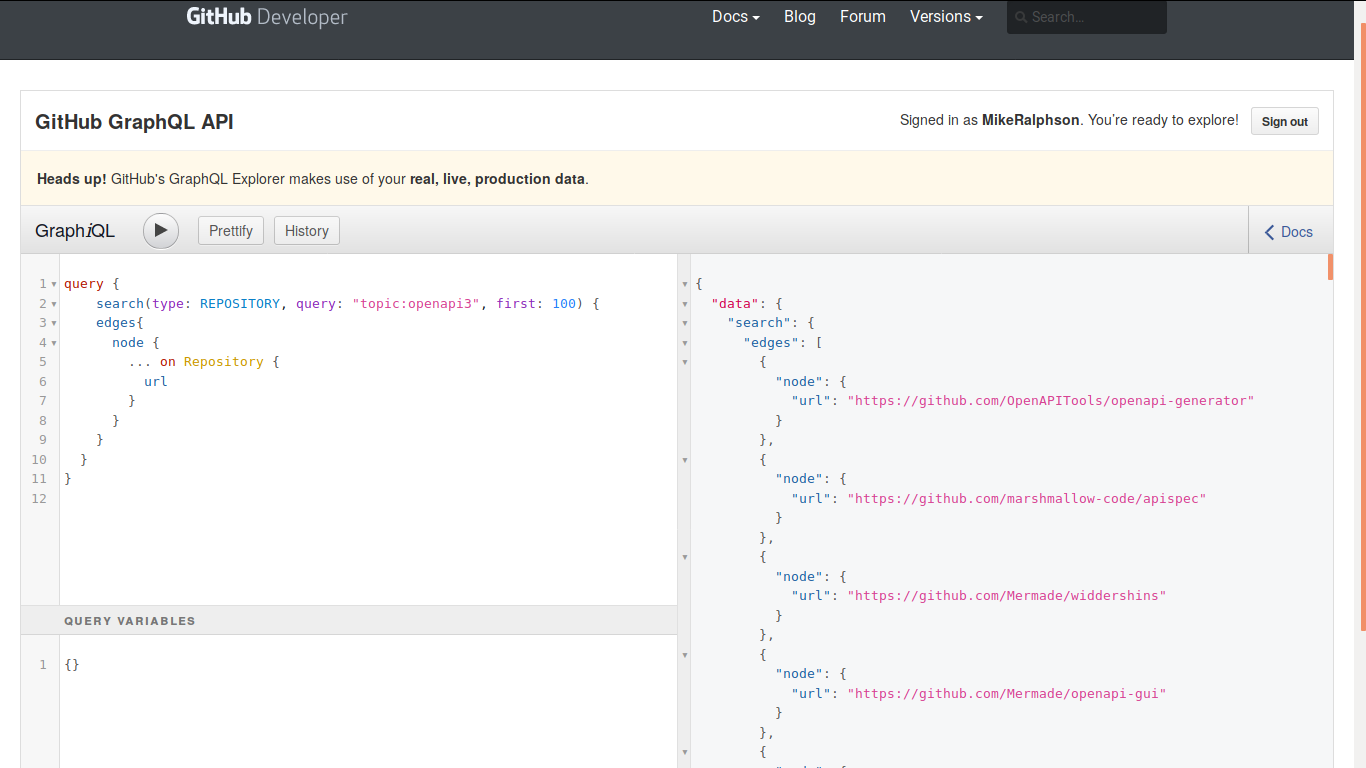 GitHub Developer
Docs Blog Forum Versions Search...
GitHub GraphQL API
Signed in as MikeRalphson. You're ready to explore! Sign out
Heads up! GitHub's GraphQL Explorer makes use of your real, live, production data.
GraphiQL Prettify History Docs
1 query {
2 search(type: REPOSITORY, query: "topic:openapi3", first: 100) {
3 edges{
4 node {
5 ... on Repository {
6 url
7 }
8 }
9 }
10 }
11 }
12
QUERY VARIABLES
1 {}
{
"data": {
"search": {
"edges": [
{
"node": {
"url": "https://github.com/OpenAPITools/openapi-generator"
}
},
{
"node": {
"url": "https://github.com/marshmallow-code/apispec"
}
},
{
"node": {
"url": "https://github.com/Mermade/widdershins"
}
},
{
"node": {
"url": "https://github.com/Mermade/openapi-gui"
}
},
{